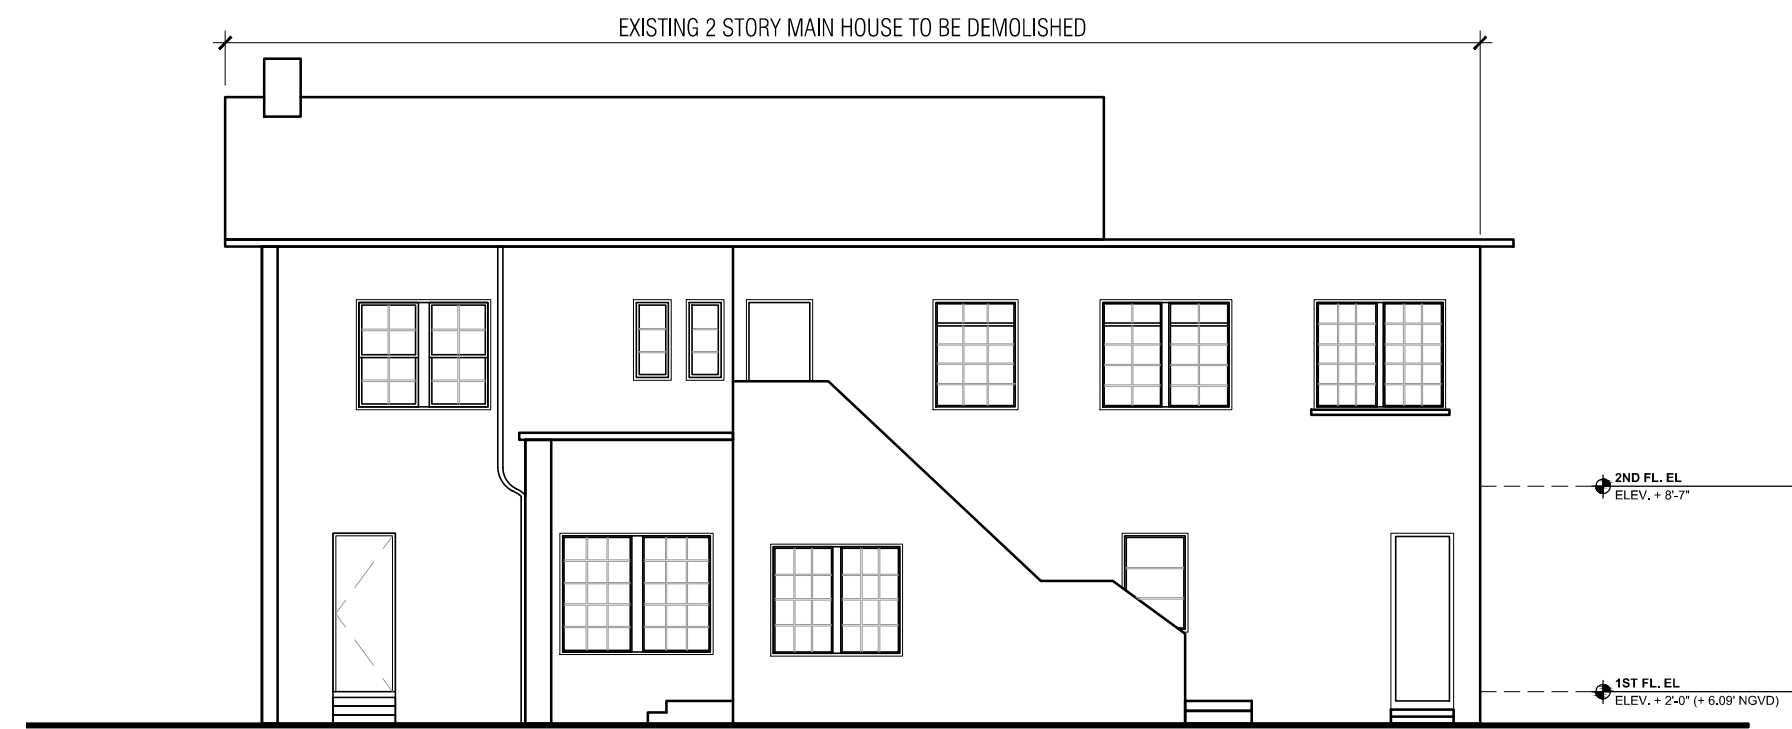 EXISTING 2 STORY MAIN HOUSE TO BE DEMOLISHED
2ND FL. EL
ELEV. + 8'-7"
1ST FL. EL
ELEV. + 2'-0" (+ 6.09' NGVD)